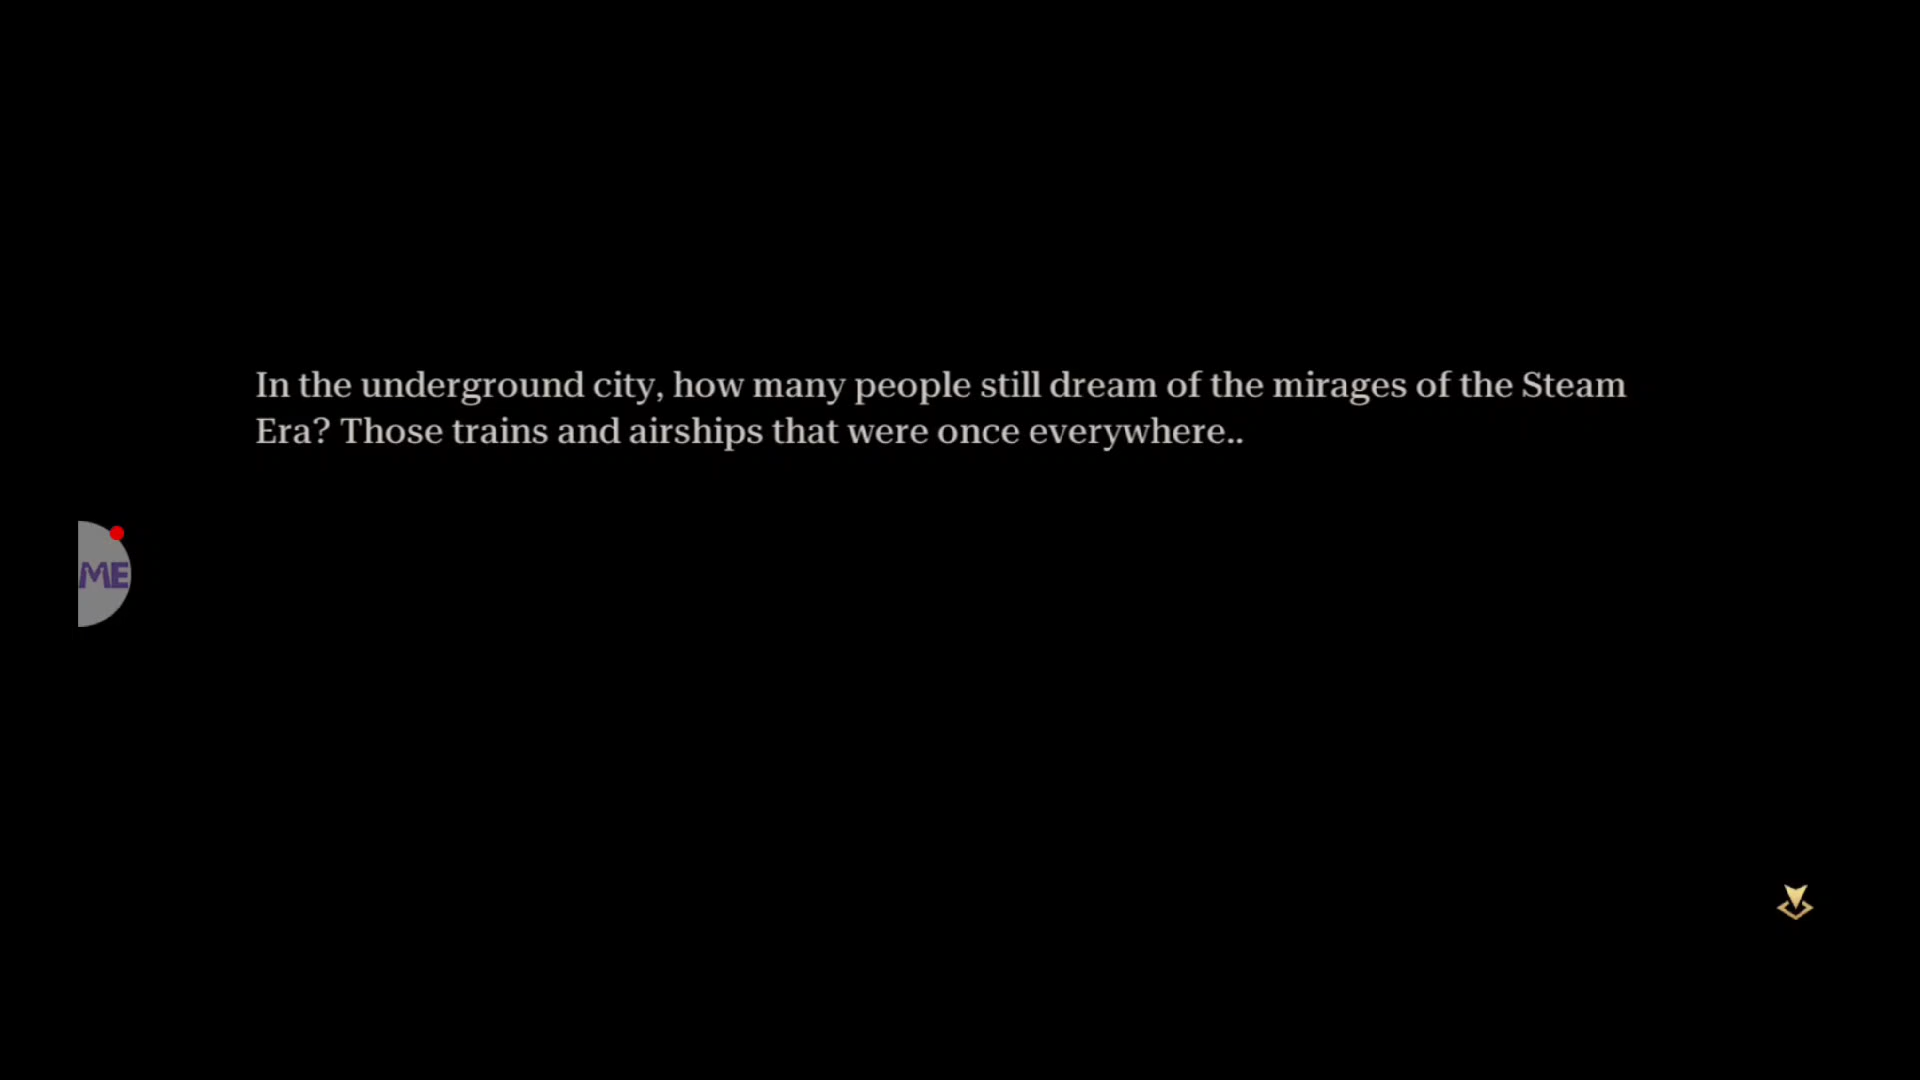 In the underground city, how many people still dream of the mirages of the Steam
Era? Those trains and airships that were once everywhere..
ME